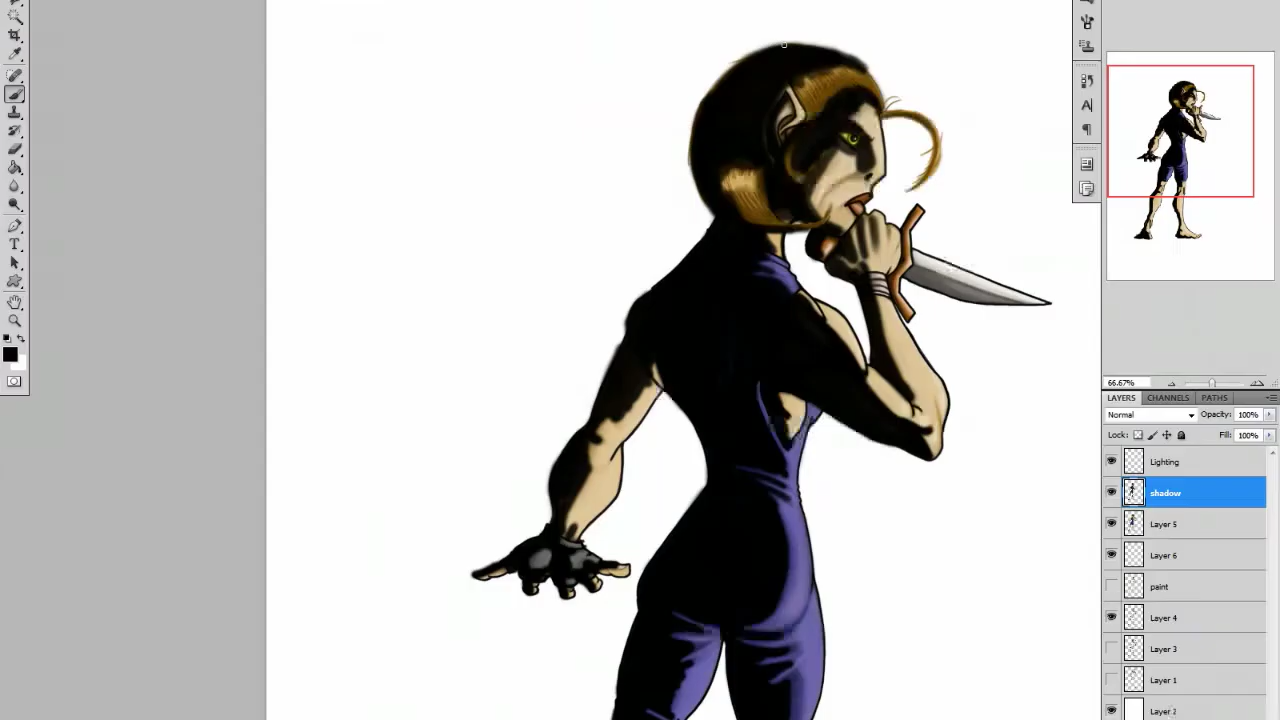 66.67%
LAYERS CHANNELS PATHS
Normal Opacity: 100%
Lock: Fill: 100%
Lighting
shadow
Layer 5
Layer 6
paint
Layer 4
Layer 3
Layer 1
Layer 2